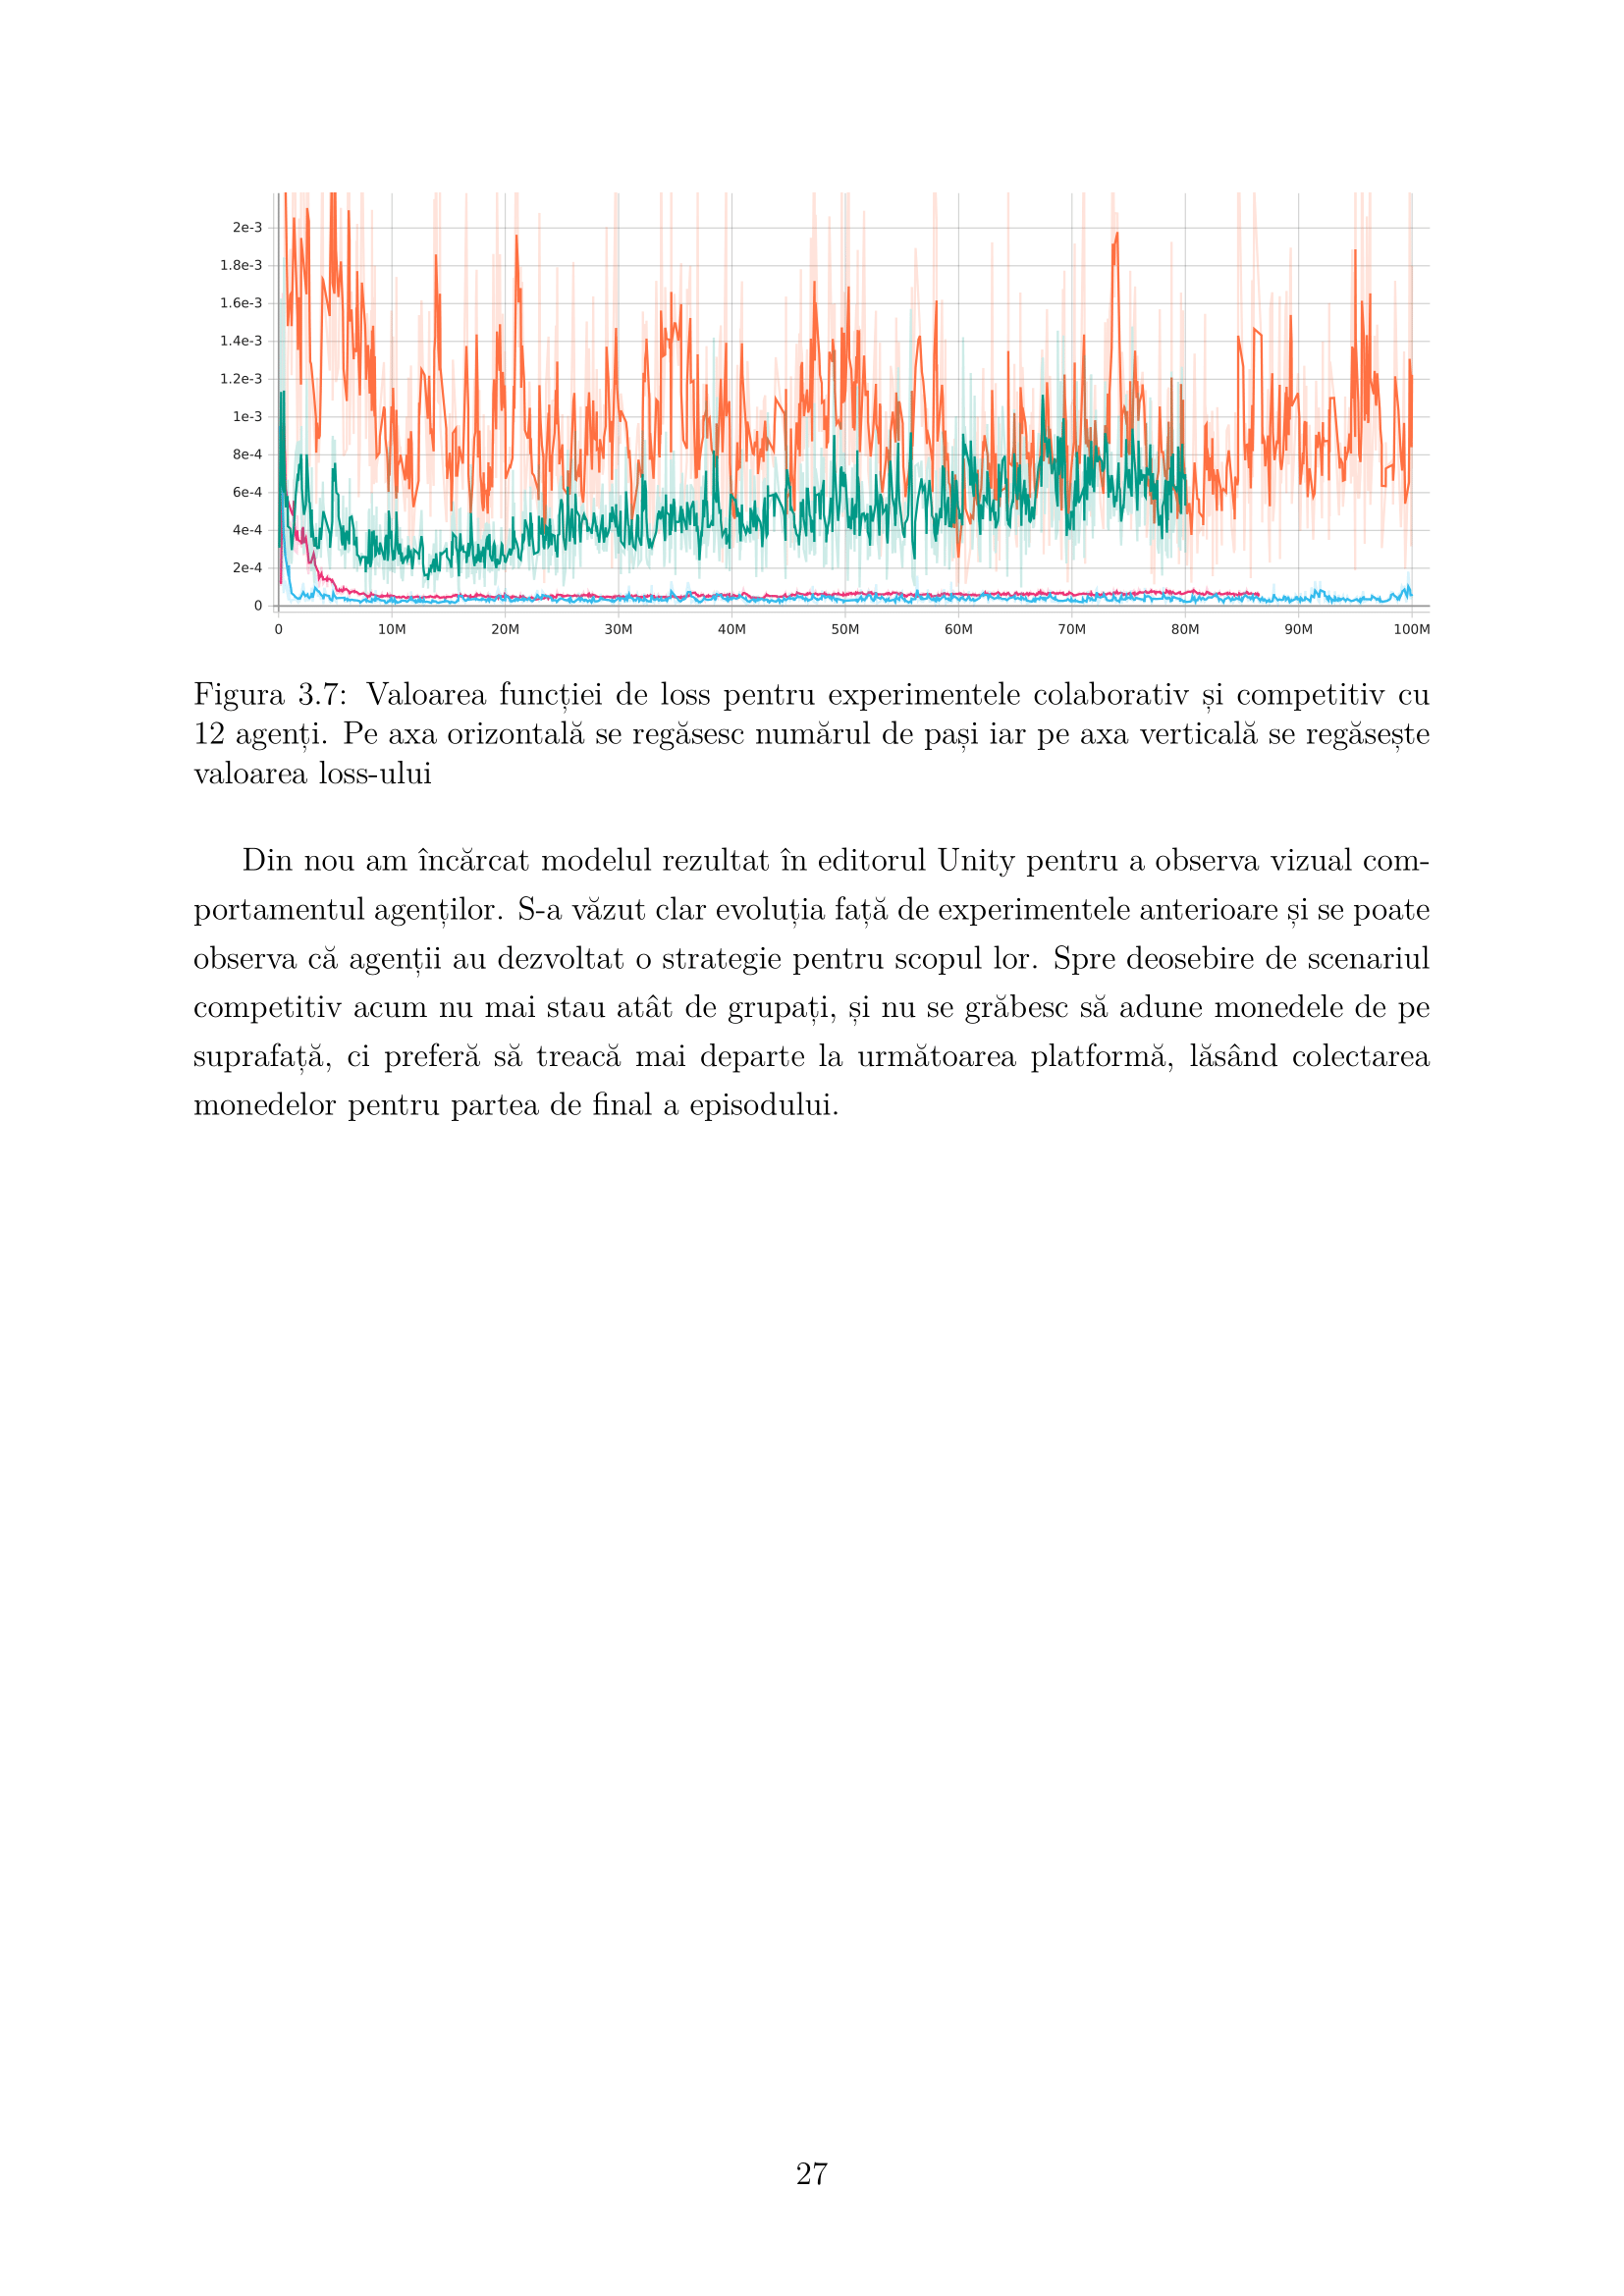 2e-3
1.8e-3
1.6e-3
1.4e-3
1.2e-3
1e-3
8e-4
6e-4
4e-4
2e-4
0
0 10M 20M 30M 40M 50M 60M 70M 80M 90M 100M
Figura 3.7: Valoarea funcției de loss pentru experimentele colaborativ și competitiv cu
12 agenți. Pe axa orizontală se regăsesc numărul de pași iar pe axa verticală se regăsește
valoarea loss-ului
Din nou am încărcat modelul rezultat în editorul Unity pentru a observa vizual com-
portamentul agenților. S-a văzut clar evoluția față de experimentele anterioare și se poate
observa că agenții au dezvoltat o strategie pentru scopul lor. Spre deosebire de scenariul
competitiv acum nu mai stau atât de grupați, și nu se grăbesc să adune monedele de pe
suprafață, ci preferă să treacă mai departe la următoarea platformă, lăsând colectarea
monedelor pentru partea de final a episodului.
27